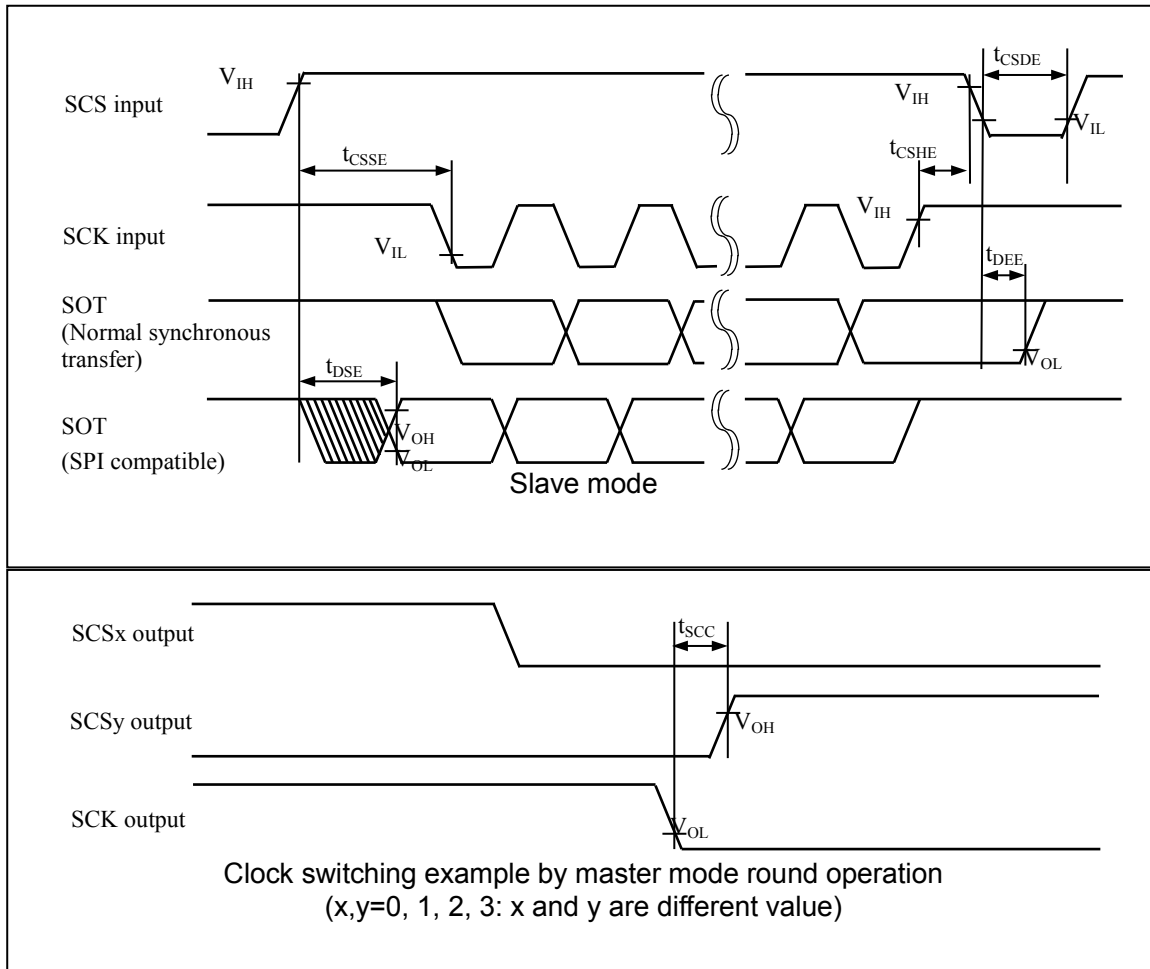 t_CSDE
V_IH
SCS input
V_IH
V_IL
t_CSSE
t_CSHE
V_IH
SCK input
V_IL
t_DEE
SOT
(Normal synchronous
transfer)
V_OL
t_DSE
SOT
V_OH
(SPI compatible)
V_OL
Slave mode
SCSx output
t_SCC
SCSy output
V_OH
SCK output
V_OL
Clock switching example by master mode round operation
(x,y=0, 1, 2, 3: x and y are different value)